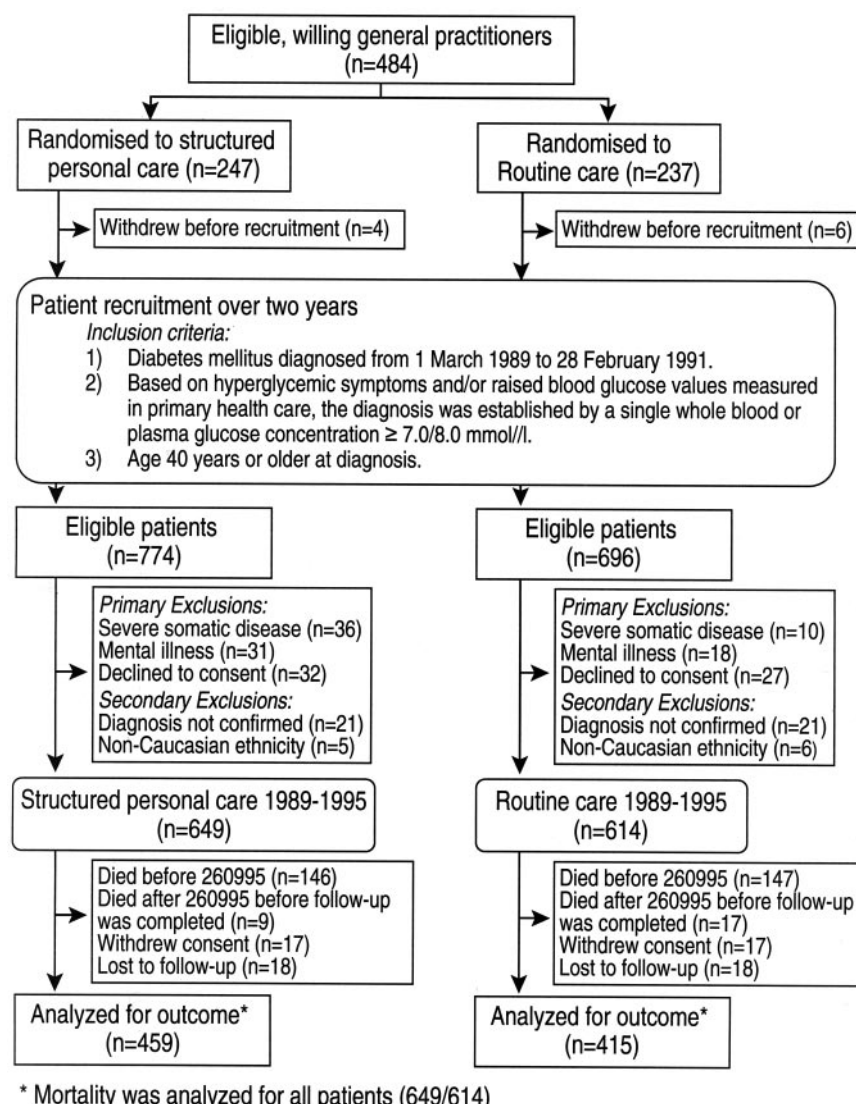 Eligible, willing general practitioners
(n=484)
Randomised to structured
personal care (n=247)
Randomised to
Routine care (n=237)
Withdrew before recruitment (n=4)
Withdrew before recruitment (n=6)
Patient recruitment over two years
Inclusion criteria:
1) Diabetes mellitus diagnosed from 1 March 1989 to 28 February 1991.
2) Based on hyperglycemic symptoms and/or raised blood glucose values measured
in primary health care, the diagnosis was established by a single whole blood or
plasma glucose concentration ≥ 7.0/8.0 mmol//l.
3) Age 40 years or older at diagnosis.
Eligible patients
(n=774)
Eligible patients
(n=696)
Primary Exclusions:
Severe somatic disease (n=36)
Mental illness (n=31)
Declined to consent (n=32)
Secondary Exclusions:
Diagnosis not confirmed (n=21)
Non-Caucasian ethnicity (n=5)
Primary Exclusions:
Severe somatic disease (n=10)
Mental illness (n=18)
Declined to consent (n=27)
Secondary Exclusions:
Diagnosis not confirmed (n=21)
Non-Caucasian ethnicity (n=6)
Structured personal care 1989-1995
(n=649)
Routine care 1989-1995
(n=614)
Died before 260995 (n=146)
Died after 260995 before follow-up
was completed (n=9)
Withdrew consent (n=17)
Lost to follow-up (n=18)
Died before 260995 (n=147)
Died after 260995 before follow-up
was completed (n=17)
Withdrew consent (n=17)
Lost to follow-up (n=18)
Analyzed for outcome*
(n=459)
Analyzed for outcome*
(n=415)
* Mortality was analyzed for all patients (649/614)